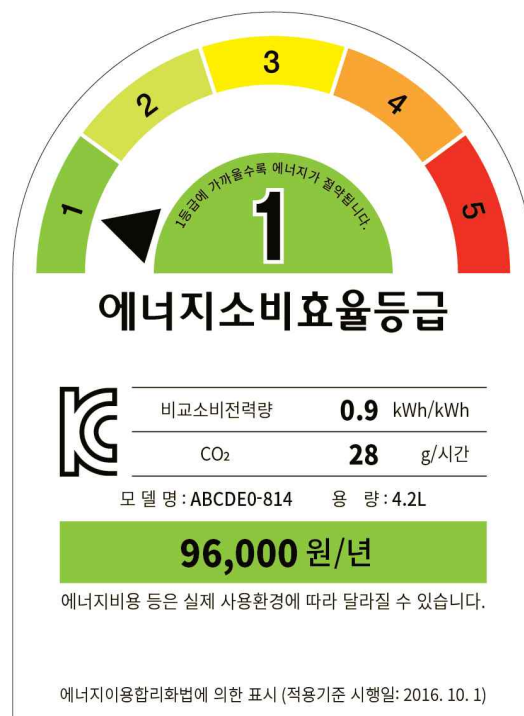 1
2
3
4
5
1등급에 가까울수록 에너지가 절약됩니다.
1
에너지소비효율등급
비교소비전력량 0.9 kWh/kWh
CO₂ 28 g/시간
모 델 명 : ABCDE0-814 용 량 : 4.2L
96,000 원/년
에너지비용 등은 실제 사용환경에 따라 달라질 수 있습니다.
에너지이용합리화법에 의한 표시 (적용기준 시행일: 2016. 10. 1)